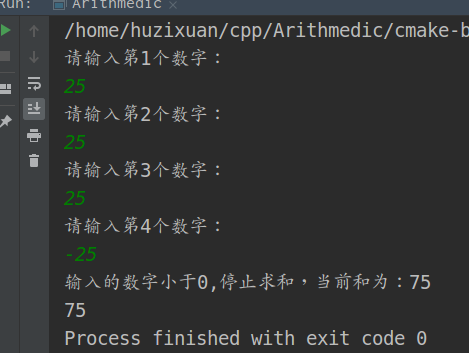 Run: Arithmedic ×
/home/huzixuan/cpp/Arithmedic/cmake-b
请输入第1个数字：
25
请输入第2个数字：
25
请输入第3个数字：
25
请输入第4个数字：
-25
输入的数字小于0,停止求和，当前和为：75
75
Process finished with exit code 0